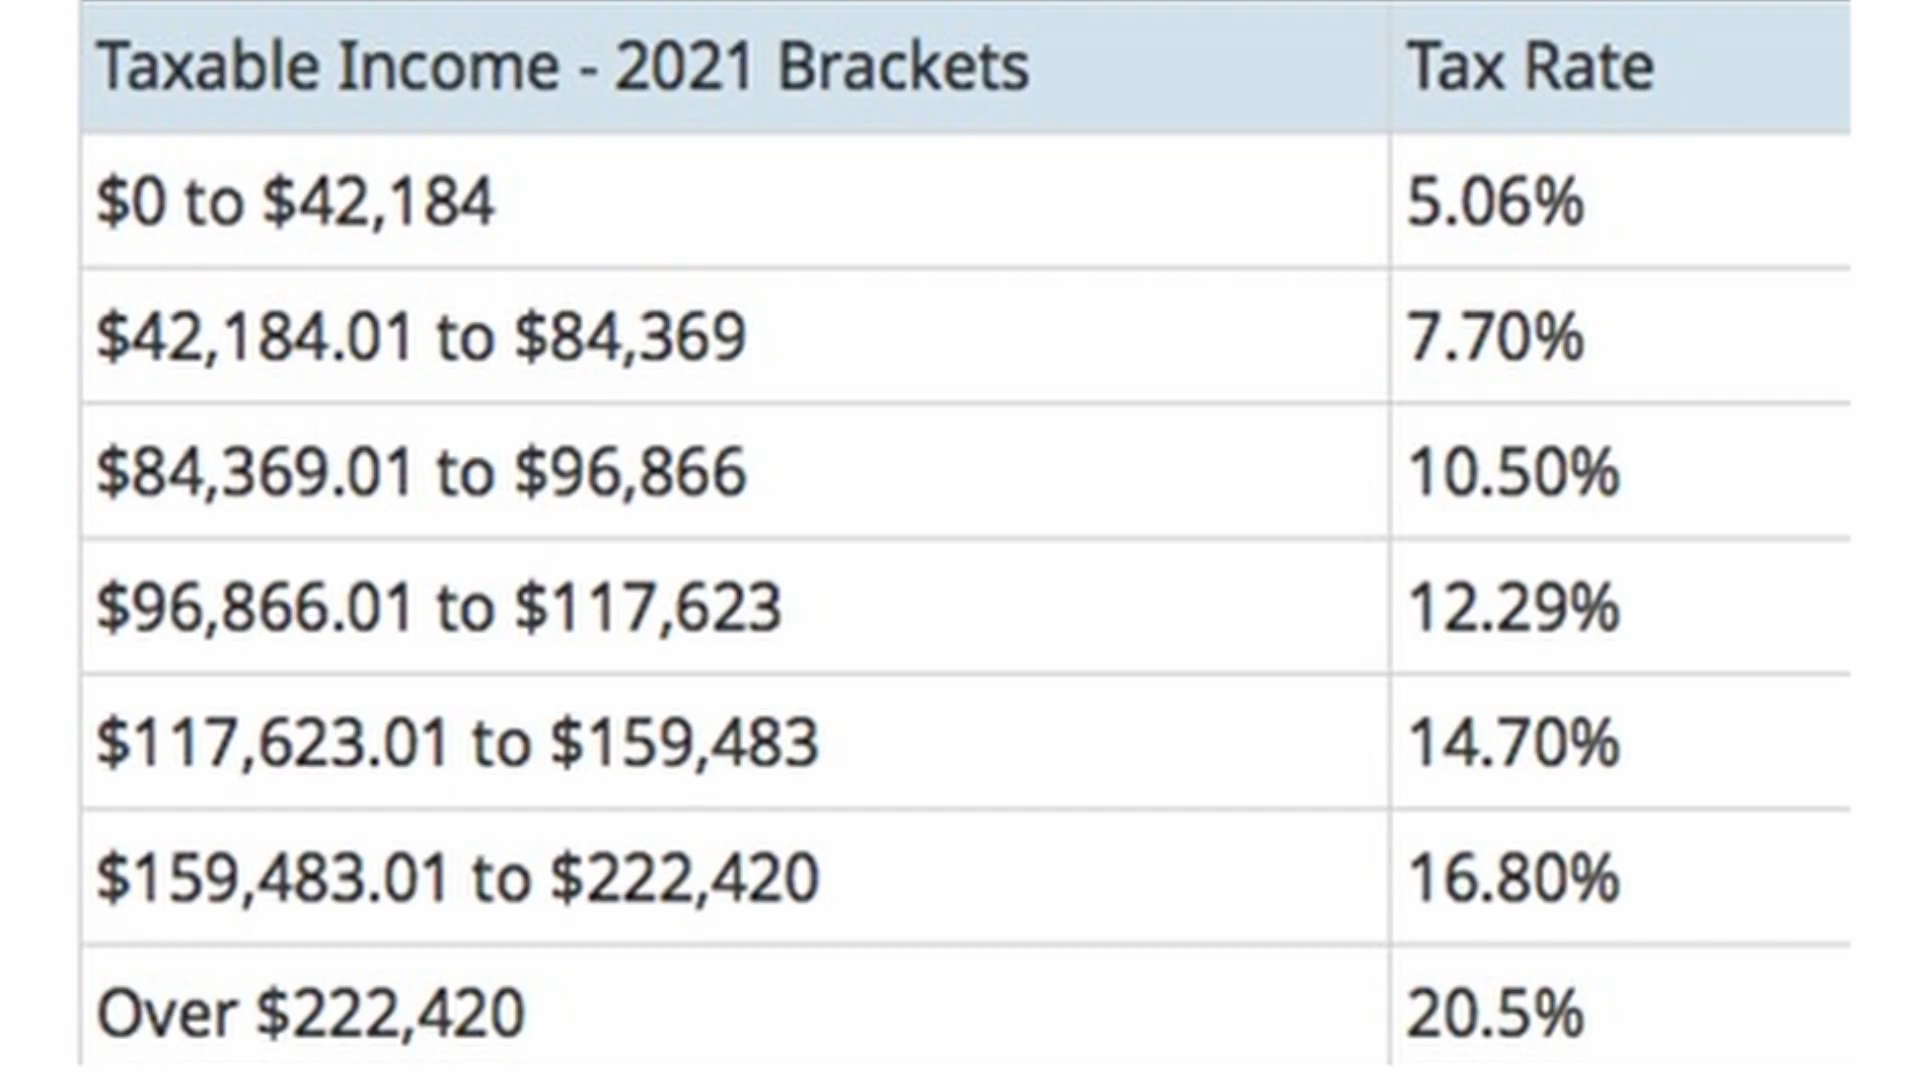 Taxable Income - 2021 Brackets Tax Rate
$0 to $42,184 5.06%
$42,184.01 to $84,369 7.70%
$84,369.01 to $96,866 10.50%
$96,866.01 to $117,623 12.29%
$117,623.01 to $159,483 14.70%
$159,483.01 to $222,420 16.80%
Over $222,420 20.5%